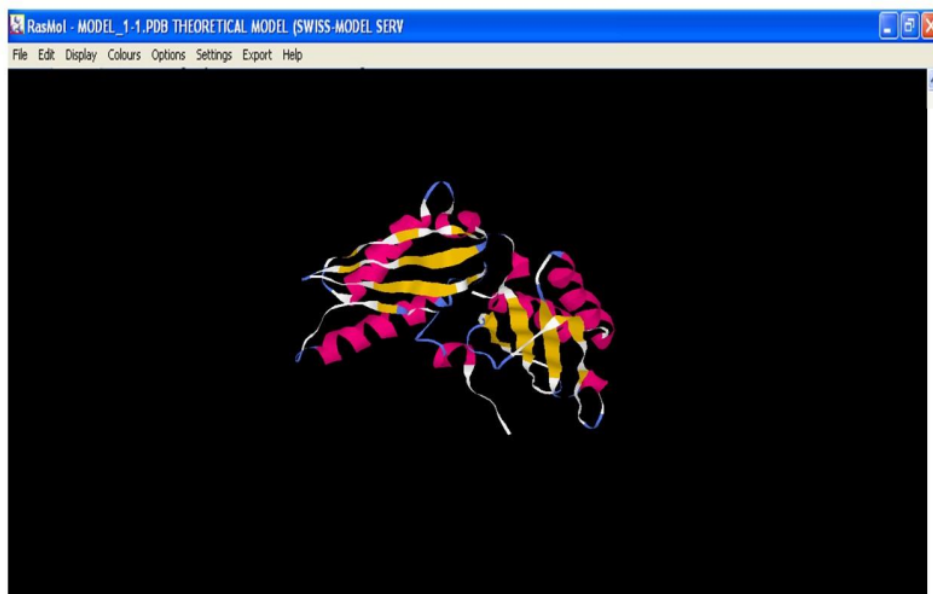 RasMol - MODEL_1-1.PDB THEORETICAL MODEL (SWISS-MODEL SERV
File Edit Display Colours Options Settings Export Help